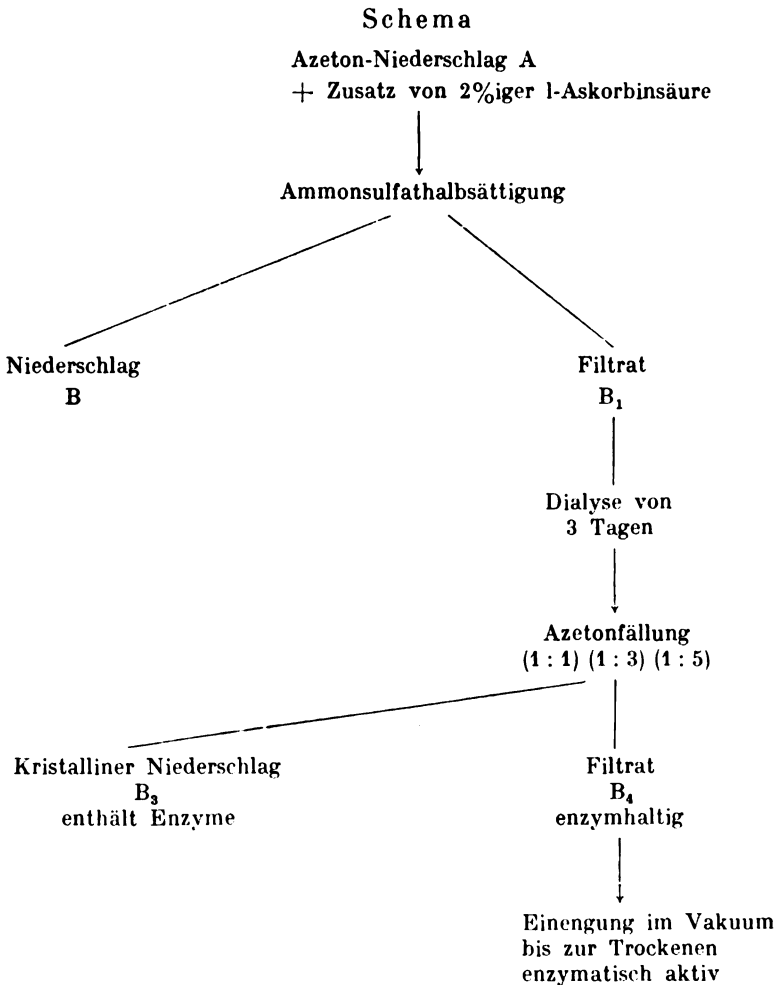 Schema
Azeton-Niederschlag A
+ Zusatz von 2%iger l-Askorbinsäure
Ammonsulfathalbsättigung
Niederschlag
B
Filtrat
B₁
Dialyse von
3 Tagen
Azetonfällung
(1 : 1) (1 : 3) (1 : 5)
Kristalliner Niederschlag
B₃
enthält Enzyme
Filtrat
B₄
enzymhaltig
Einengung im Vakuum
bis zur Trockenen
enzymatisch aktiv